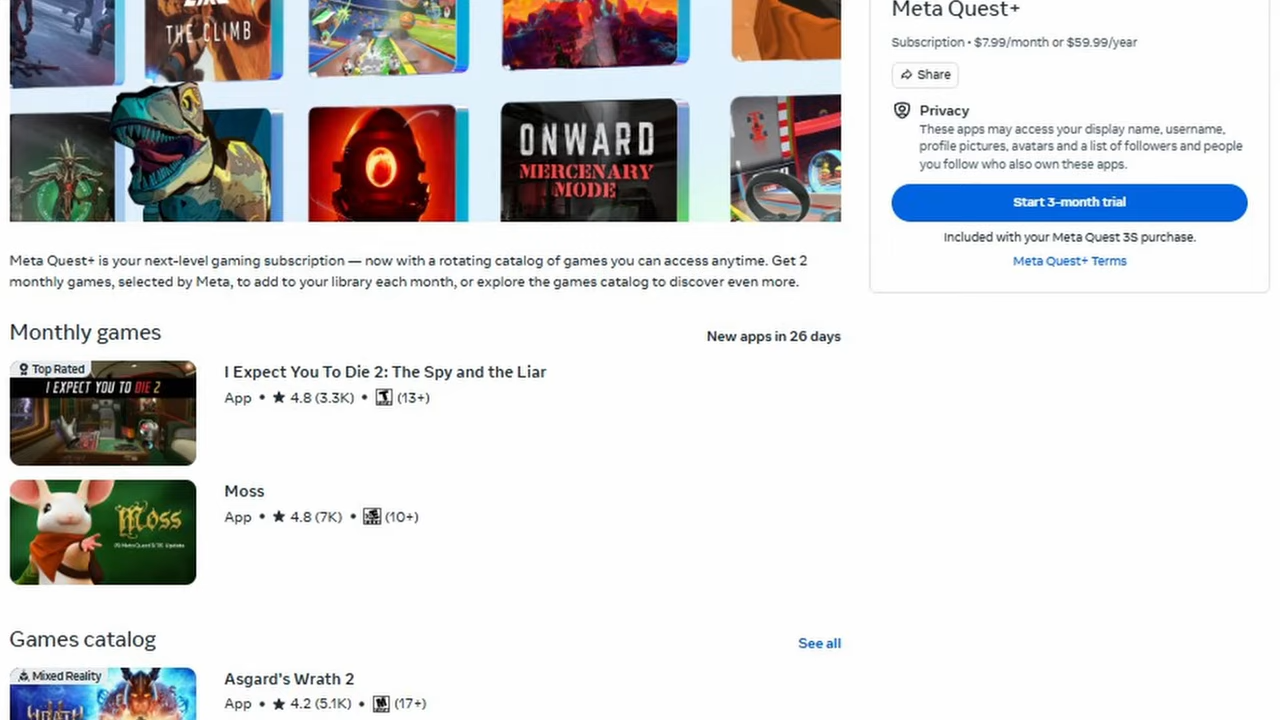 THE CLIMB
ONWARD
MERCENARY
MODE
Meta Quest+
Subscription • $7.99/month or $59.99/year
Share
Privacy
These apps may access your display name, username,
profile pictures, avatars and a list of followers and people
you follow who also own these apps.
Start 3-month trial
Included with your Meta Quest 3S purchase.
Meta Quest+ Terms
Meta Quest+ is your next-level gaming subscription — now with a rotating catalog of games you can access anytime. Get 2
monthly games, selected by Meta, to add to your library each month, or explore the games catalog to discover even more.
Monthly games
New apps in 26 days
Top Rated
I EXPECT YOU TO DIE 2
I Expect You To Die 2: The Spy and the Liar
App • ★ 4.8 (3.3K) • T (13+)
Moss
Moss
App • ★ 4.8 (7K) • (10+)
Games catalog
See all
Mixed Reality
WRATH
Asgard's Wrath 2
App • ★ 4.2 (5.1K) • M (17+)